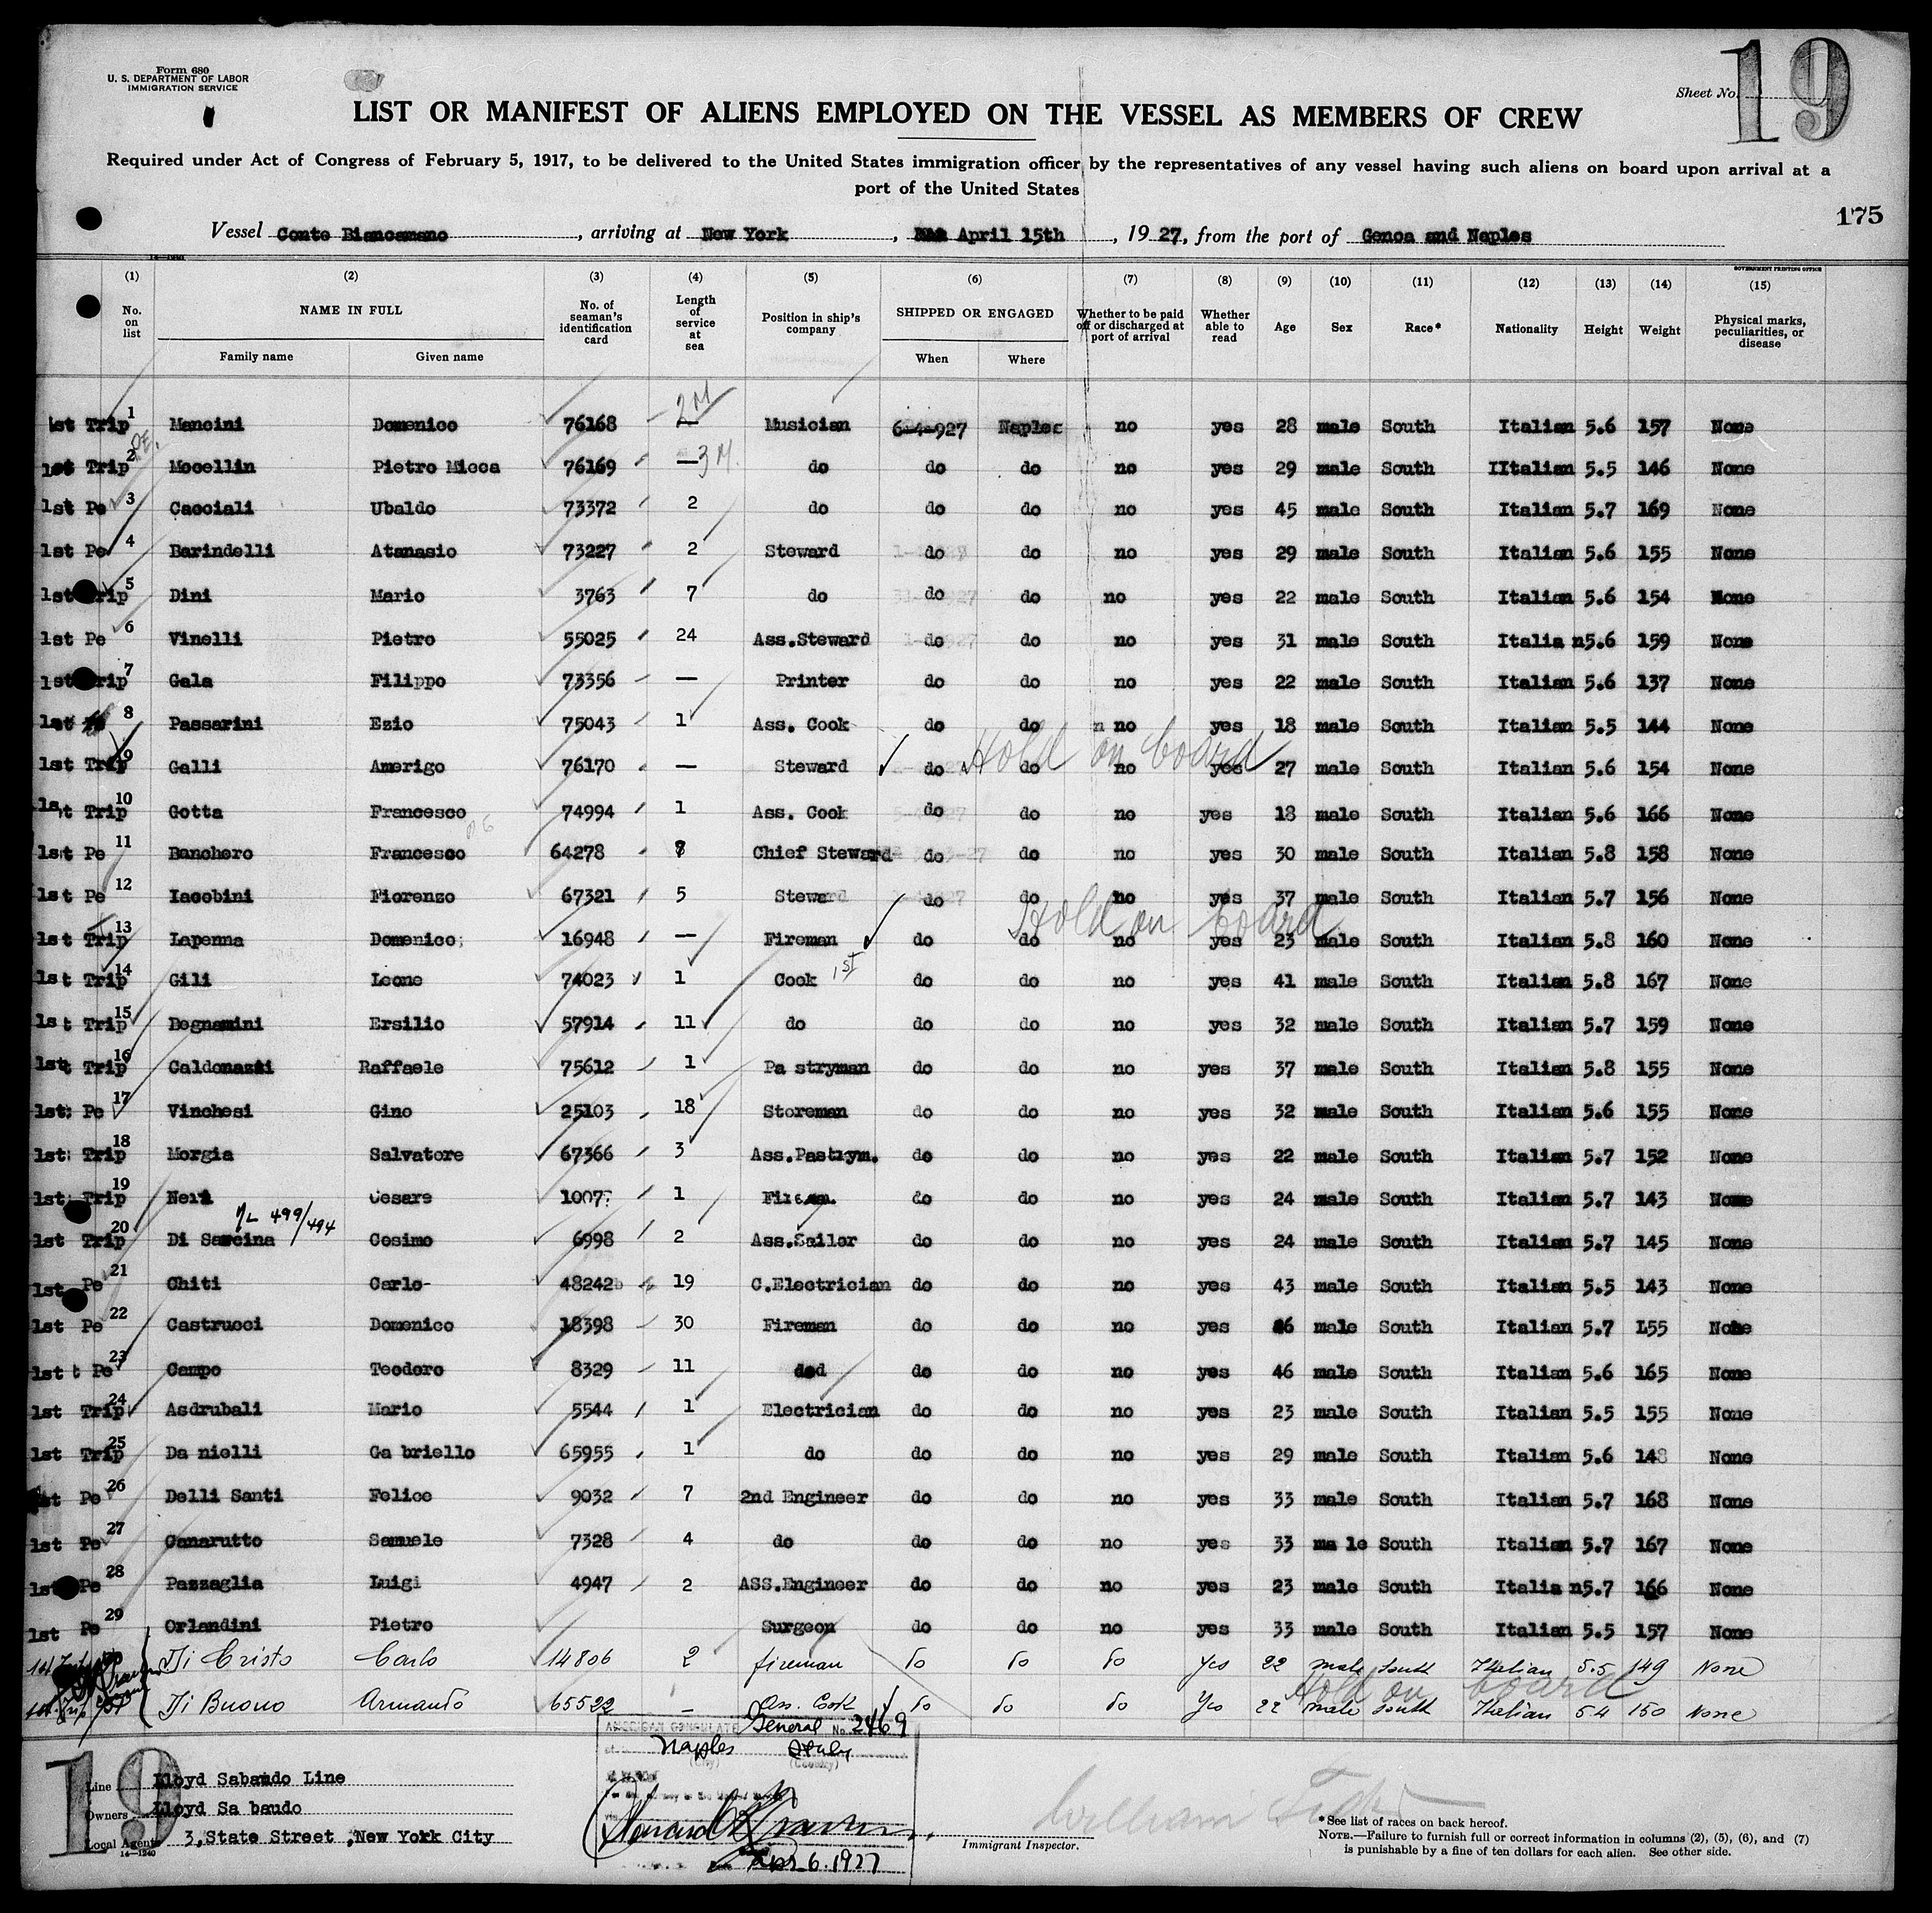 Form 680
U. S. DEPARTMENT OF LABOR
IMMIGRATION SERVICE
Sheet No. 19
LIST OR MANIFEST OF ALIENS EMPLOYED ON THE VESSEL AS MEMBERS OF CREW
Required under Act of Congress of February 5, 1917, to be delivered to the United States immigration officer by the representatives of any vessel having such aliens on board upon arrival at a
port of the United States
175
Vessel Conte Biancamano, arriving at New York, April 15th, 1927, from the port of Genoa and Naples
GOVERNMENT PRINTING OFFICE
(1) (2) (3) (4) (5) (6) (7) (8) (9) (10) (11) (12) (13) (14) (15)
No. on list NAME IN FULL Family name Given name No. of seaman's identification card Length of service at sea Position in ship's company SHIPPED OR ENGAGED When Where Whether to be paid off or discharged at port of arrival Whether able to read Age Sex Race* Nationality Height Weight Physical marks, peculiarities, or disease
1st Trip 1 Mancini Domenico 76168 — 2M Musician 6-4-927 Naples no yes 28 male South Italian 5.6 157 None
1st Trip 2 Mocellin Pietro Micca 76169 — 3M. do do do no yes 29 male South IItalian 5.5 146 None
1st Pe 3 Cacciali Ubaldo 73372 2 do do do no yes 45 male South Italian 5.7 169 None
1st Pe 4 Barindelli Atanasio 73227 2 Steward do do no yes 29 male South Italian 5.6 155 None
1st Trip 5 Dini Mario 3763 7 do do do no yes 22 male South Italian 5.6 154 None
1st Pe 6 Vinelli Pietro 55025 24 Ass.Steward do do no yes 31 male South Italia n5.6 159 None
1st Trip 7 Gala Filippo 73356 — Printer do do no yes 22 male South Italian 5.6 137 None
1st 8 Passarini Ezio 75043 1 Ass. Cook do do n no yes 18 male South Italian 5.5 144 None
Hold on board
1st Trip 9 Galli Amerigo 76170 — Steward do do no yes 27 male South Italian 5.6 154 None
1st Trip 10 Gotta Francesco 74994 1 Ass. Cook do do no yes 18 male South Italian 5.6 166 None
1st Pe 11 Banchero Francesco 64278 Chief Steward do do no yes 30 male South Italian 5.8 158 None
1st Pe 12 Iacobini Fiorenzo 67321 5 Steward do do no yes 37 male South Italian 5.7 156 None
Hold on board
1st Trip 13 Lapenna Domenico 16948 — Fireman do do no yes 23 male South Italian 5.8 160 None
1st Trip 14 Gili Leone 74023 1 Cook 1st do do no yes 41 male South Italian 5.8 167 None
1st Trip 15 Bognamini Ersilio 57914 11 do do do no yes 32 male South Italian 5.7 159 None
1st Trip 16 Raffaele 75612 1 Pa stryman do do no yes 37 male South Italian 5.8 155 None
1st Pe 17 Vinchesi Gino 25103 18 Storeman do do no yes 32 male South Italian 5.6 155 None
1st Trip 18 Morgia Salvatore 67366 3 Ass.Pastrym. do do no yes 22 male South Italian 5.7 152 None
1st Trip 19 Neri Cesare 1 Fireman do do no yes 24 male South Italian 5.7 143 None
499/494
1st Trip 20 Di Sarcina Cosimo 6998 2 Ass.Sailor do do no yes 24 male South Italian 5.7 145 None
1st Pe 21 Chiti Carlo- 48242 19 C.Electrician do do no yes 43 male South Italian 5.5 143 None
1st Pe 22 Castrucci Domenico 18398 30 Fireman do do no yes 46 male South Italian 5.7 L55 None
1st t Pe 23 Campo Teodoro 8329 11 dod do do no yes 46 male South Italian 5.6 165 None
1st Trip 24 Asdrubali Mario 5544 1 Electrician do do no yes 23 male South Italian 5.5 155 None
1st Trip 25 Da nielli Ga briello 65955 1 do do do no yes 29 male South Italian 5.6 148 None
1st Pe 26 Delli Santi Felice 9032 7 2nd Engineer do do no yes 33 male South Italian 5.7 168 None
1st Pe 27 Canarutto Samuele 7328 4 do do do no yes 33 ma le South Italian 5.7 167 None
1st Pe 28 Pazzaglia Luigi 4947 2 ASS.Engineer do do no yes 23 male South Italia n5.7 166 None
1st Pe 29 Orlandini Pietro Surgeon do do no yes 33 male South Italian 5.5 157 None
1st Trip Di Cristo Carlo 14806 2 fireman do do do yes 22 male South Italian 5.5 149 None
Hold on board
1st Trip Di Buono Armando 65522 — Ass. Cook do do do Yes 22 male South Italian 54 150 None
AMERICAN CONSULATE General No. 2469
Naples Italy
(City) (Country)
19
Line Lloyd Sabaudo Line
Owners Lloyd Sa baudo
Local Agents 3,State Street ,New York City
14—1240
Apr 6. 1927
William
Immigrant Inspector.
*See list of races on back hereof.
NOTE.—Failure to furnish full or correct information in columns (2), (5), (6), and (7)
is punishable by a fine of ten dollars for each alien. See other side.